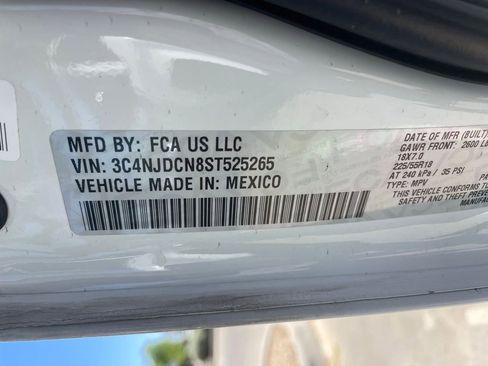 MFD BY: FCA US LLC
VIN: 3C4NJDCN8ST525265
VEHICLE MADE IN: MEXICO
DATE OF MFR (BUILT)
GAWR FRONT: 2600 LB
18X7.0
225/55R18
AT 240 kPa / 35 PSI
THIS VEHICLE CONFORMS TO
SAFETY AND THEFT PREVE
TYPE: MPV
PA